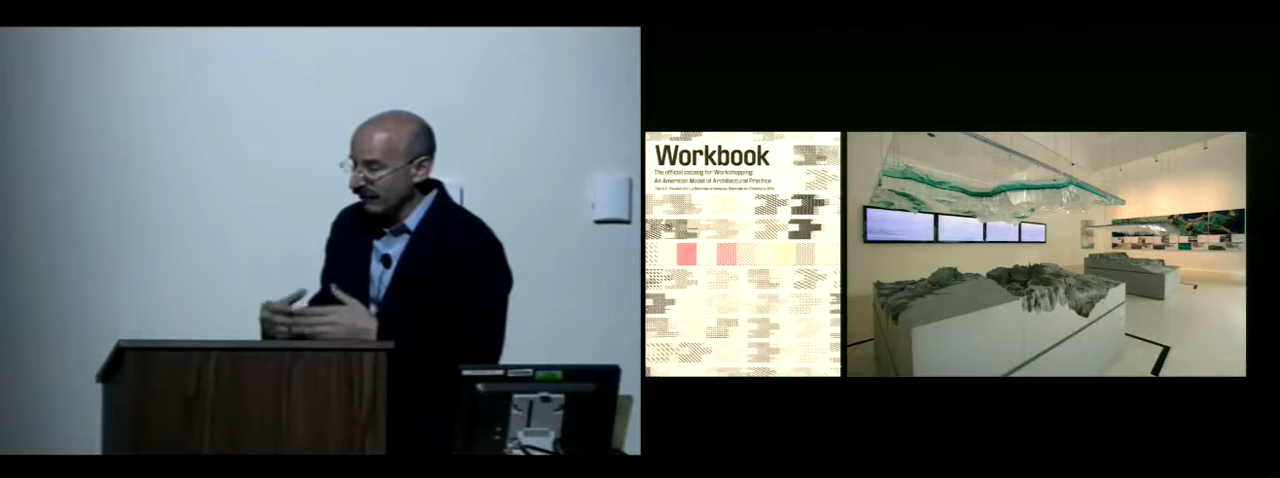 Workbook
The official catalog for Workshopping:
An American Model of Architectural Practice